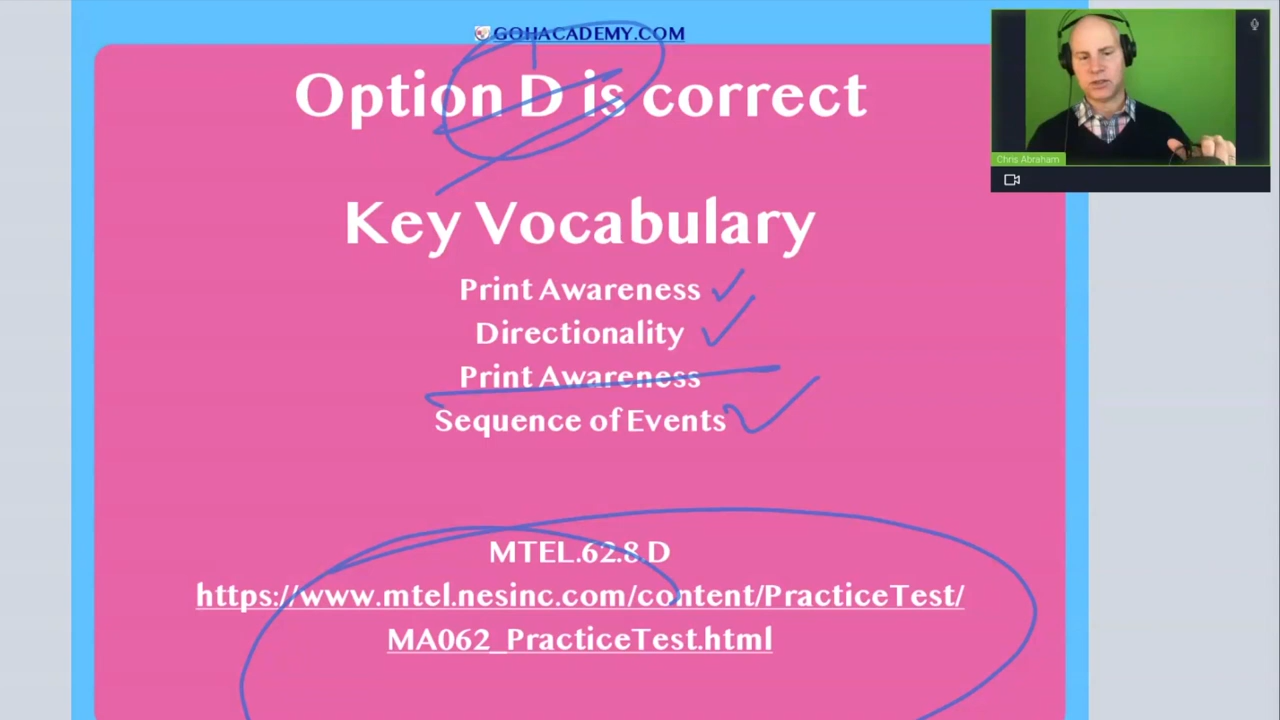 GOHACADEMY.COM
Option D is correct
Key Vocabulary
Print Awareness
Directionality
Print Awareness
Sequence of Events
MTEL.62.8.D
https://www.mtel.nesinc.com/content/PracticeTest/
MA062_PracticeTest.html
Chris Abraham